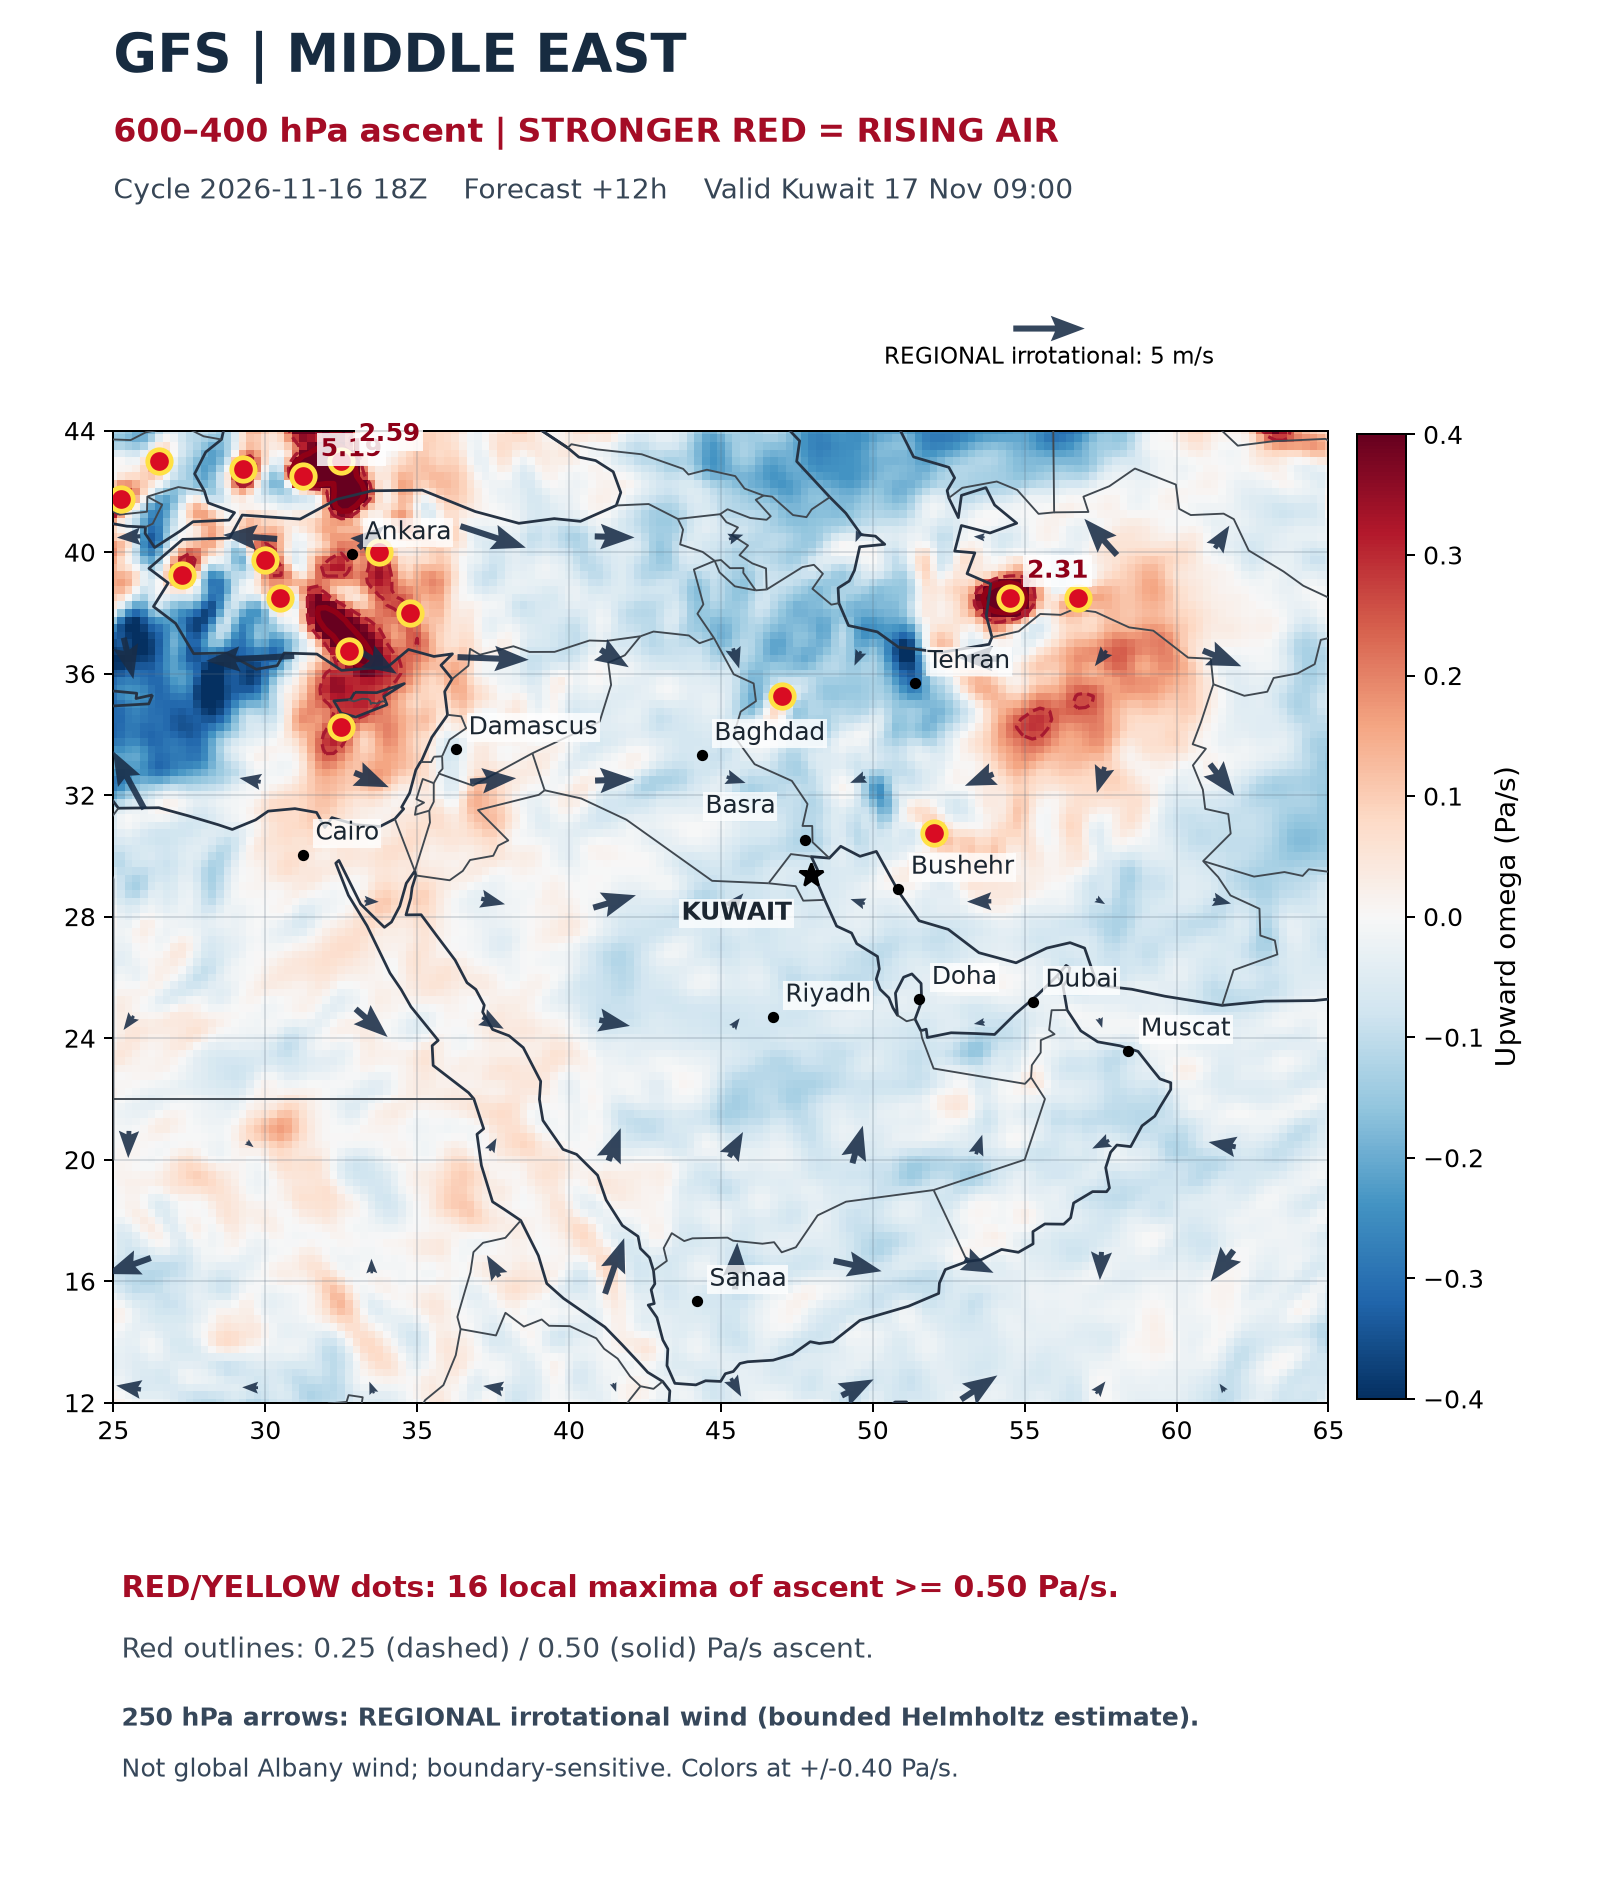 GFS | MIDDLE EAST
600–400 hPa ascent | STRONGER RED = RISING AIR
Cycle 2026-11-16 18Z    Forecast +12h    Valid Kuwait 17 Nov 09:00
REGIONAL irrotational: 5 m/s
2.59
5.19
Ankara
2.31
Tehran
Damascus
Baghdad
Basra
Cairo
Bushehr
KUWAIT
Doha
Dubai
Riyadh
Muscat
Sanaa
44
40
36
32
28
24
20
16
12
25 30 35 40 45 50 55 60 65
0.4
0.3
0.2
0.1
0.0
−0.1
−0.2
−0.3
−0.4
Upward omega (Pa/s)
RED/YELLOW dots: 16 local maxima of ascent >= 0.50 Pa/s.
Red outlines: 0.25 (dashed) / 0.50 (solid) Pa/s ascent.
250 hPa arrows: REGIONAL irrotational wind (bounded Helmholtz estimate).
Not global Albany wind; boundary-sensitive. Colors at +/-0.40 Pa/s.